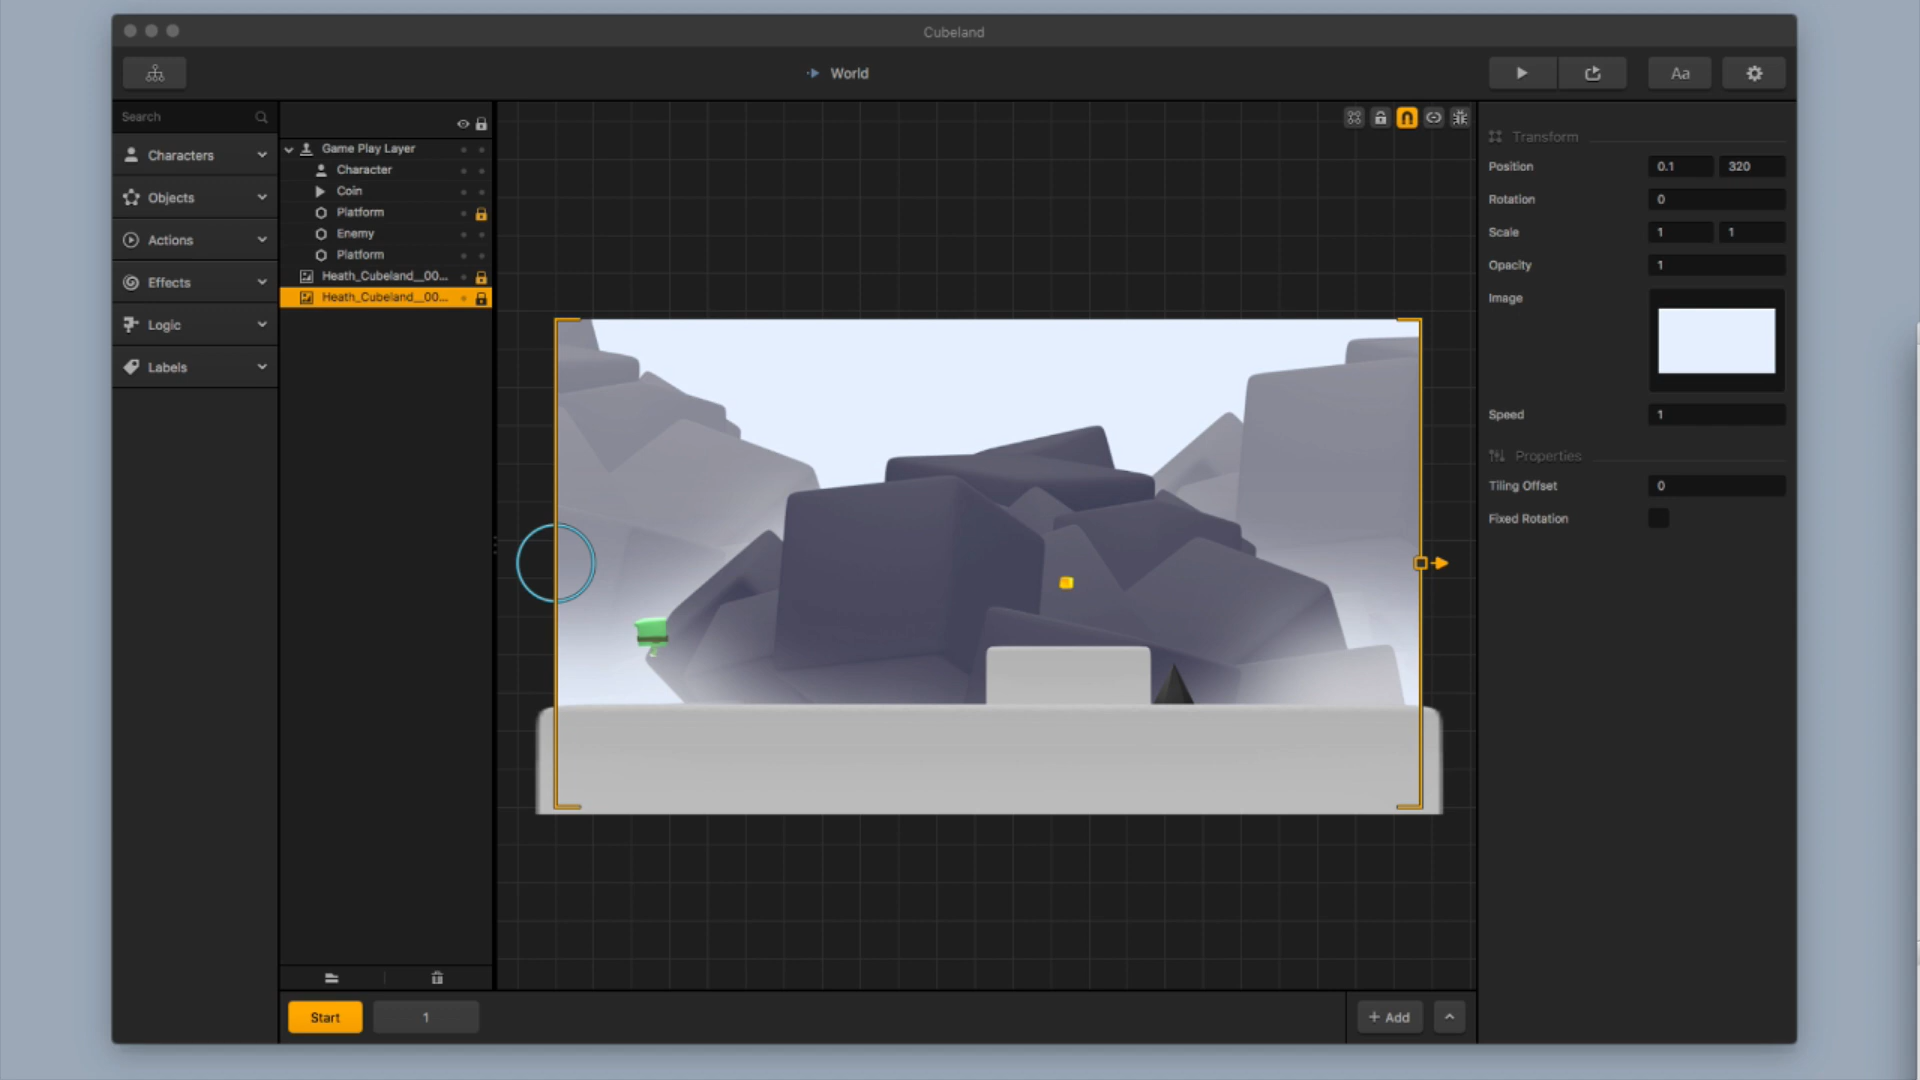 Cubeland
World
Aa
Search
Characters
Objects
Actions
Effects
Logic
Labels
Game Play Layer
Character
Coin
Platform
Enemy
Platform
Heath_Cubeland__00...
Heath_Cubeland__00...
Transform
Position 0.1 320
Rotation 0
Scale 1 1
Opacity 1
Image
Speed 1
Properties
Tiling Offset 0
Fixed Rotation
Start
1
+ Add